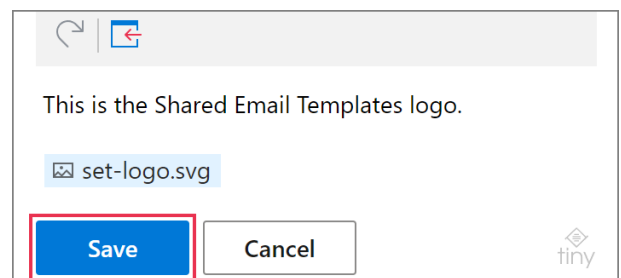 This is the Shared Email Templates logo.
set-logo.svg
Save Cancel
tiny